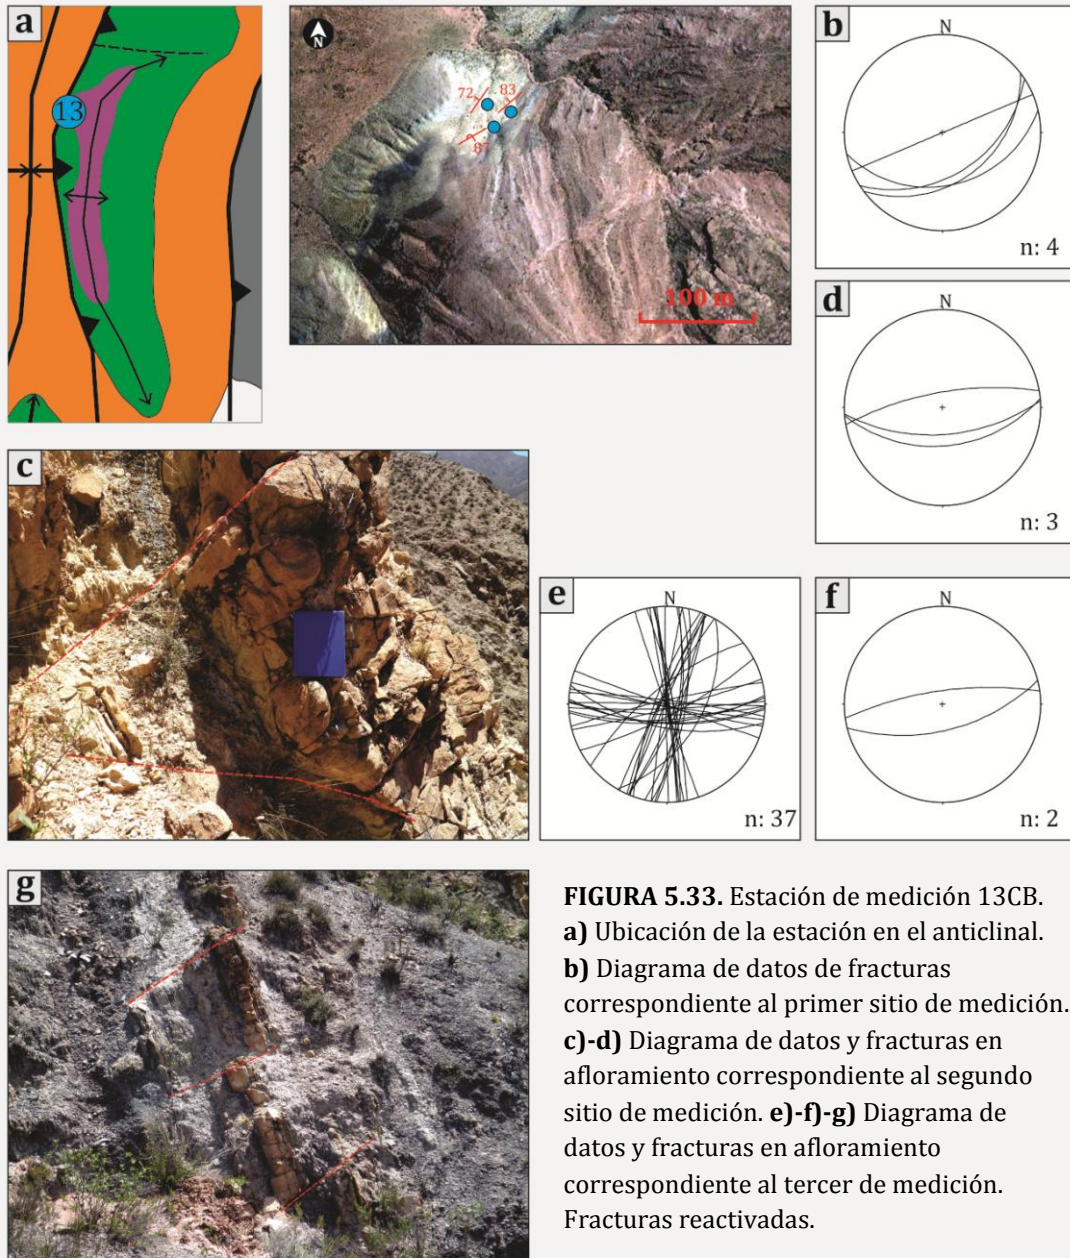 a
13
N
72
83
87
100 m
b
N
n: 4
d
N
n: 3
c
e
N
n: 37
f
N
n: 2
g
FIGURA 5.33. Estación de medición 13CB.
a) Ubicación de la estación en el anticlinal.
b) Diagrama de datos de fracturas
correspondiente al primer sitio de medición.
c)-d) Diagrama de datos y fracturas en
afloramiento correspondiente al segundo
sitio de medición. e)-f)-g) Diagrama de
datos y fracturas en afloramiento
correspondiente al tercer de medición.
Fracturas reactivadas.